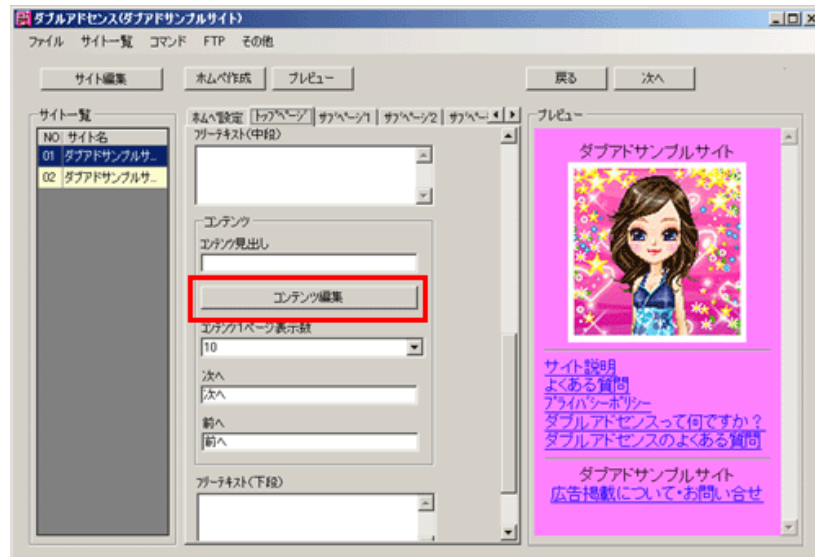 ダブルアドセンス(ダブアドサンプルサイト)
ファイル サイト一覧 コマンド FTP その他
サイト編集 ホムペ作成 プレビュー 戻る 次へ
サイト一覧
NO サイト名
01 ダブアドサンプルサ...
02 ダブアドサンプルサ...
ホムペ設定 トップページ サブページ1 サブページ2 サブページ
フリーテキスト(中段)
コンテンツ
コンテンツ見出し
コンテンツ編集
コンテンツ1ページ表示数
10
次へ
次へ
前へ
前へ
フリーテキスト(下段)
プレビュー
ダブアドサンプルサイト
サイト説明
よくある質問
プライバシーポリシー
ダブルアドセンスって何ですか?
ダブルアドセンスのよくある質問
ダブアドサンプルサイト
広告掲載について・お問い合せ